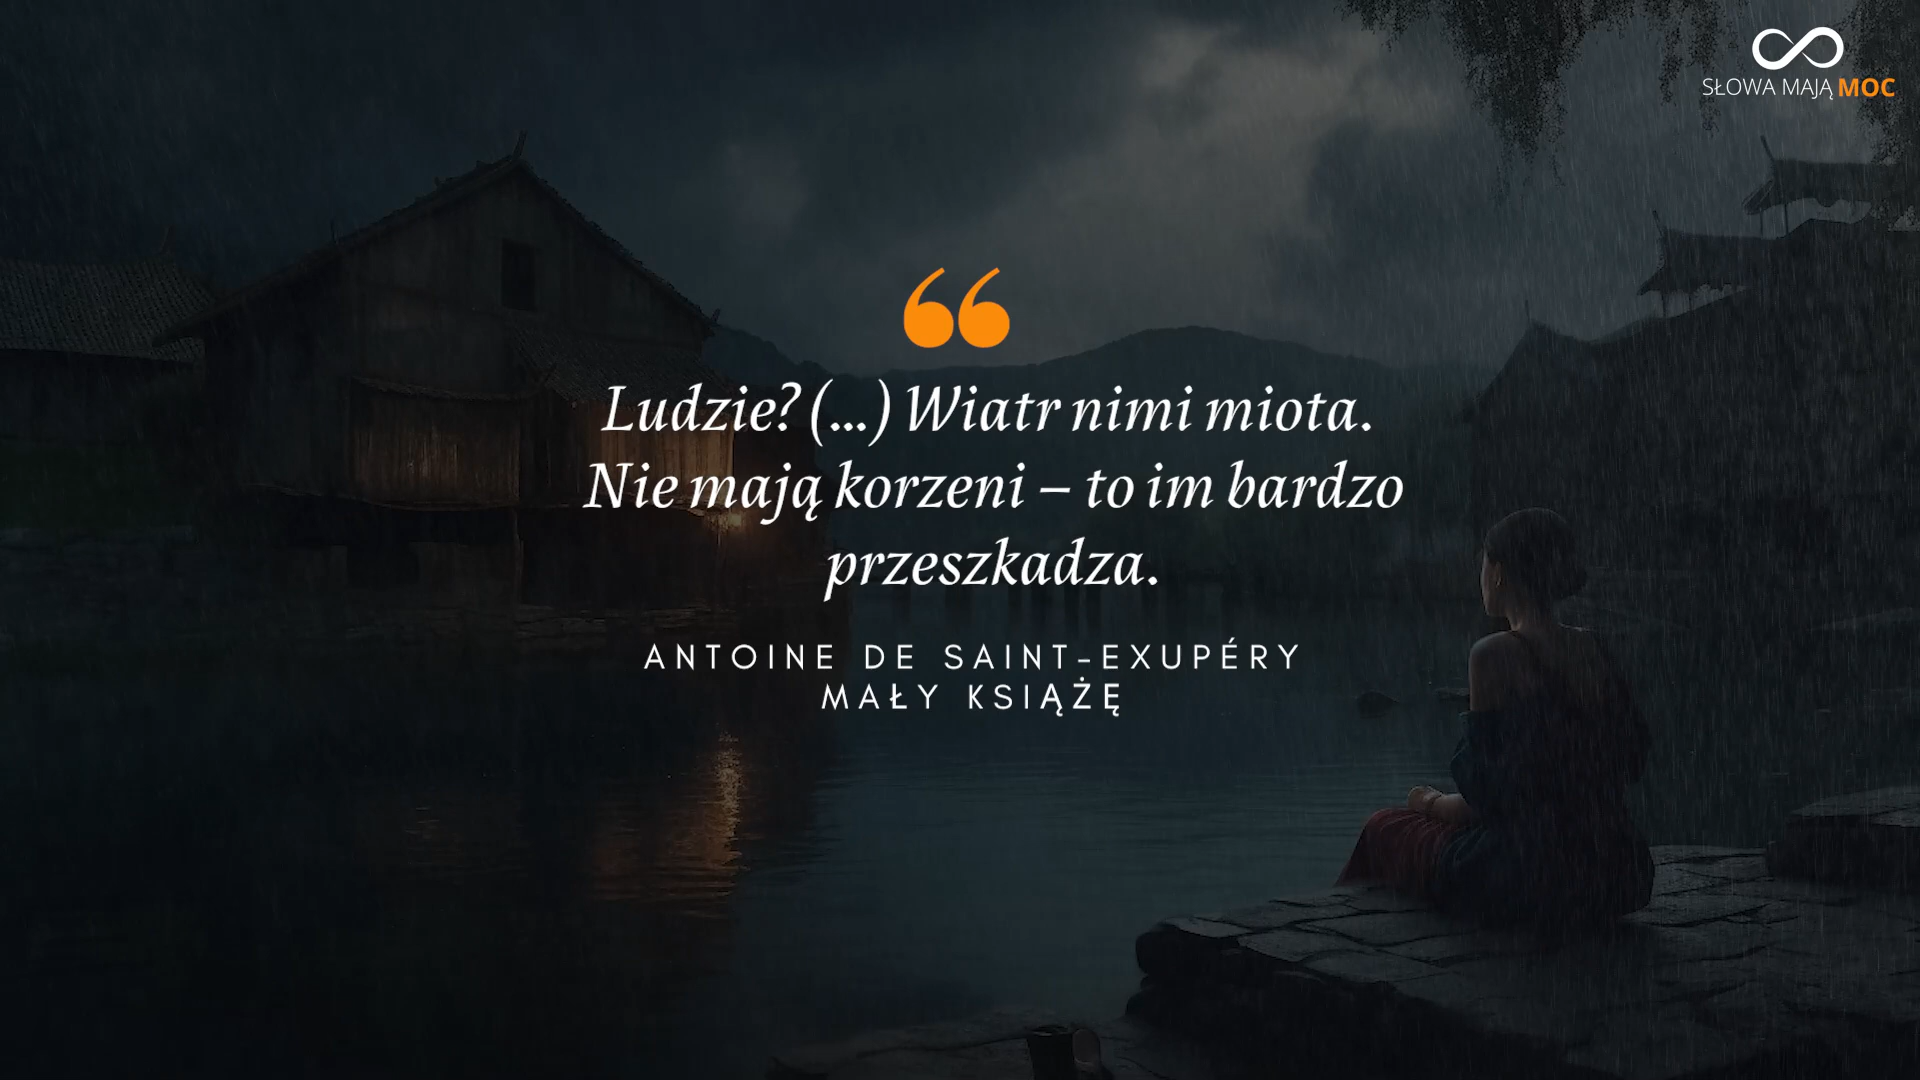 SŁOWA MAJĄ MOC
Ludzie? (...) Wiatr nimi miota.
Nie mają korzeni – to im bardzo
przeszkadza.
ANTOINE DE SAINT-EXUPÉRY
MAŁY KSIĄŻĘ